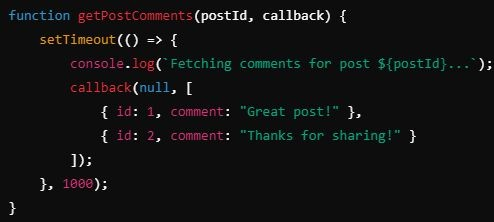 function getPostComments(postId, callback) {
    setTimeout(() => {
        console.log(`Fetching comments for post ${postId}...`);
        callback(null, [
            { id: 1, comment: "Great post!" },
            { id: 2, comment: "Thanks for sharing!" }
        ]);
    }, 1000);
}